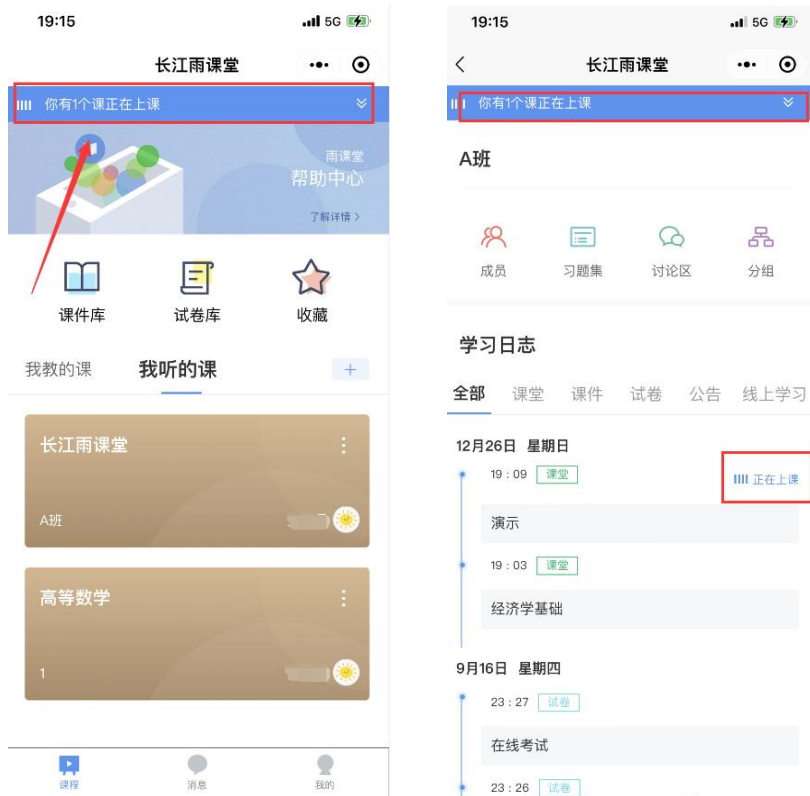 19:15
5G
长江雨课堂
你有1个课正在上课
雨课堂
帮助中心
了解详情 >
课件库
试卷库
收藏
我教的课
我听的课
+
长江雨课堂
A班
高等数学
1
课程
消息
我的
19:15
5G
长江雨课堂
你有1个课正在上课
A班
成员
习题集
讨论区
分组
学习日志
全部
课堂
课件
试卷
公告
线上学习
12月26日 星期日
19：09 课堂
正在上课
演示
19：03 课堂
经济学基础
9月16日 星期四
23：27 试卷
在线考试
23：26 试卷